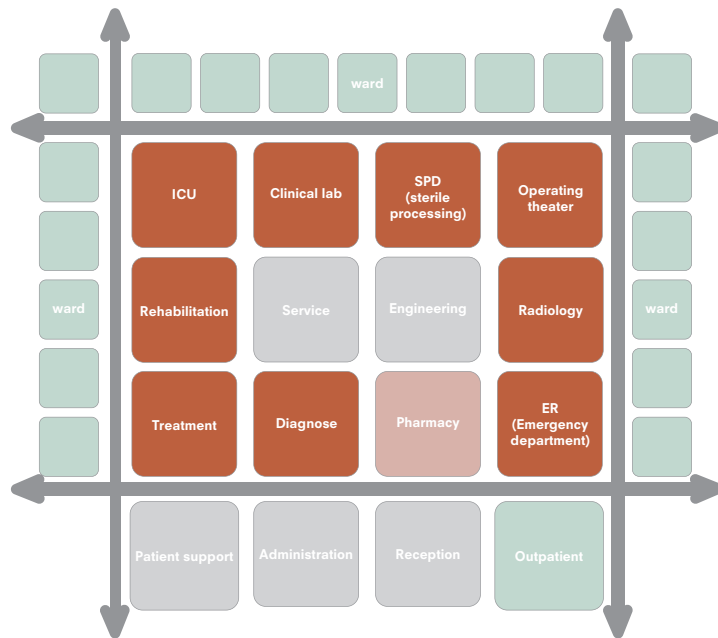 ward
ICU
Clinical lab
SPD
(sterile
processing)
Operating
theater
ward
Rehabilitation
Service
Engineering
Radiology
ward
Treatment
Diagnose
Pharmacy
ER
(Emergency
department)
Patient support
Administration
Reception
Outpatient